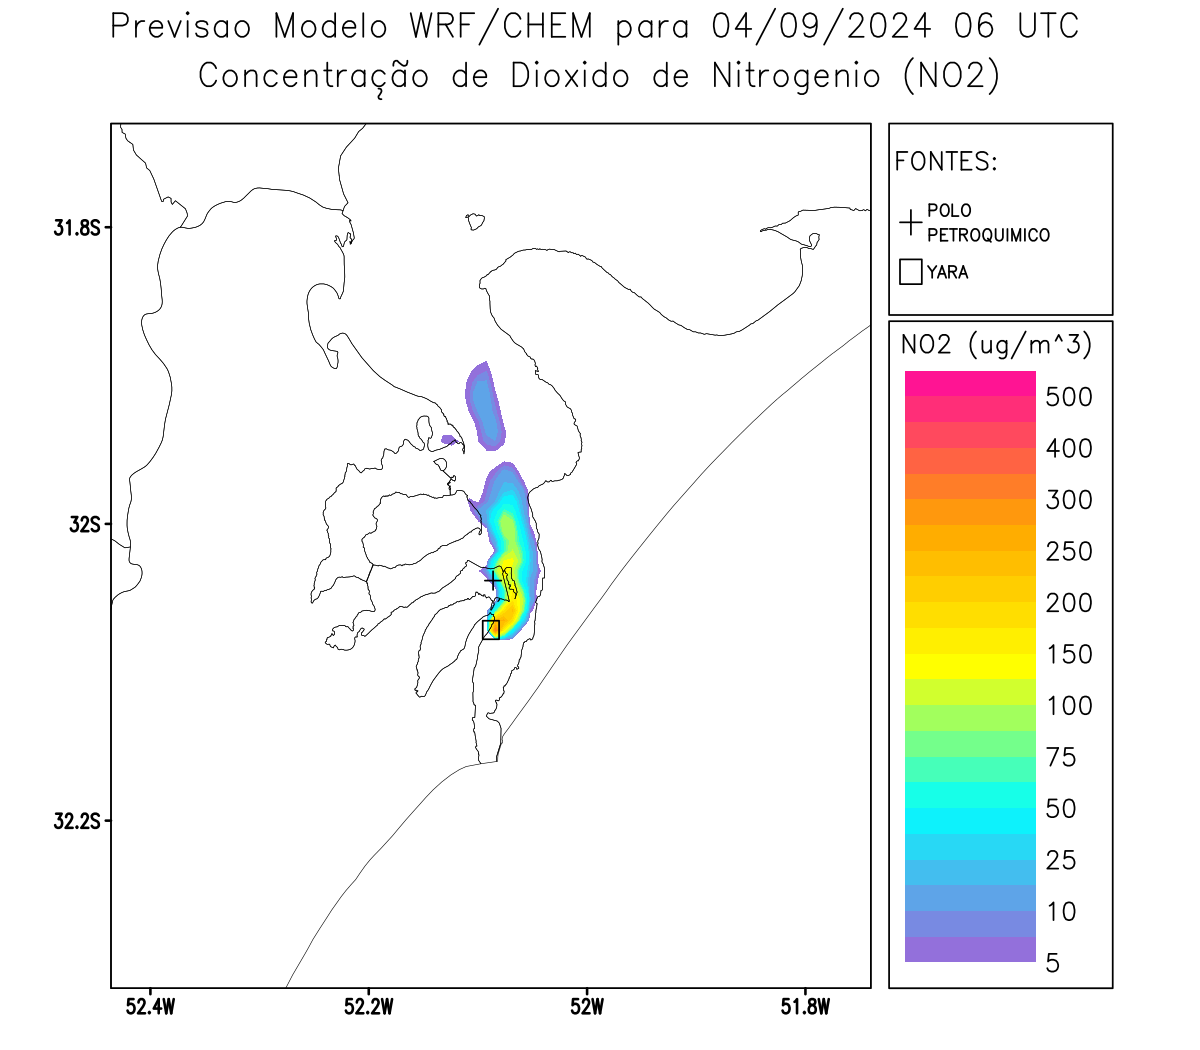 Previsao Modelo WRF/CHEM para 04/09/2024 06 UTC
Concentração de Dioxido de Nitrogenio (NO2)
FONTES:
POLO
PETROQUIMICO
YARA
NO2 (ug/m^3)
500
400
300
250
200
150
100
75
50
25
10
5
31.8S
32S
32.2S
52.4W
52.2W
52W
51.8W